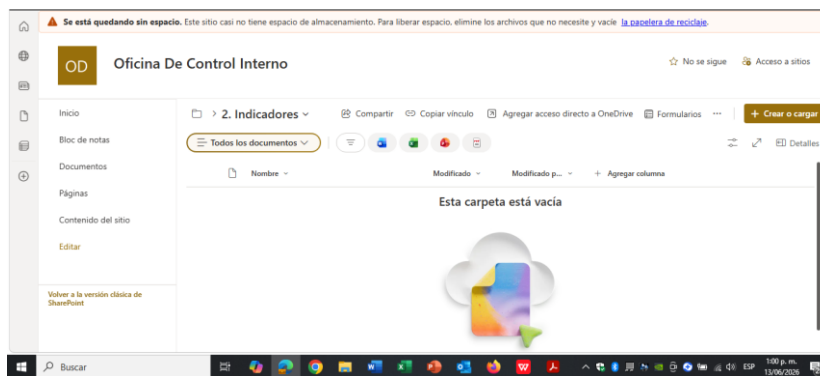 Se está quedando sin espacio. Este sitio casi no tiene espacio de almacenamiento. Para liberar espacio, elimine los archivos que no necesite y vacíe la papelera de reciclaje.
OD Oficina De Control Interno
No se sigue Acceso a sitios
Inicio
Bloc de notas
Documentos
Páginas
Contenido del sitio
Editar
Volver a la versión clásica de
SharePoint
> 2. Indicadores
Compartir Copiar vínculo Agregar acceso directo a OneDrive Formularios ··· + Crear o cargar
Todos los documentos
Detalles
Nombre Modificado Modificado p... + Agregar columna
Esta carpeta está vacía
Buscar
ESP
1:00 p. m.
13/06/2026